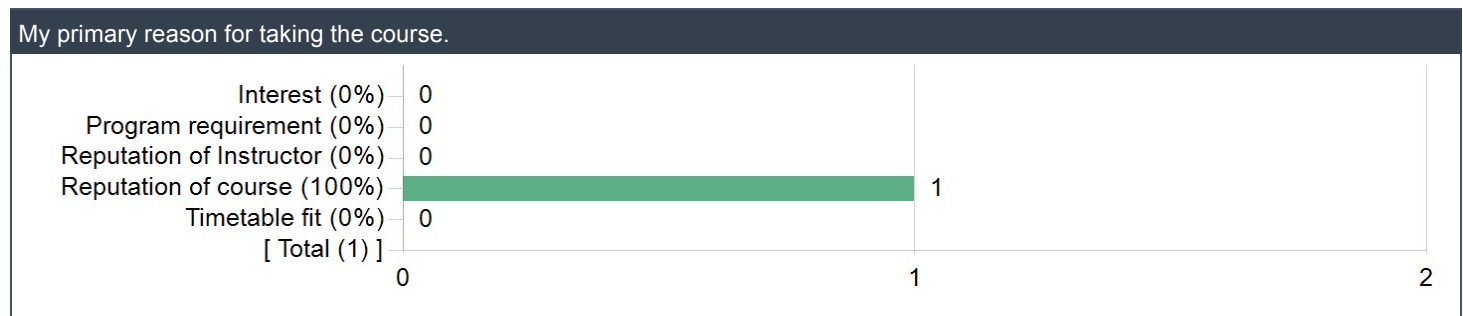 My primary reason for taking the course.
Interest (0%) 0
Program requirement (0%) 0
Reputation of Instructor (0%) 0
Reputation of course (100%) 1
Timetable fit (0%) 0
[ Total (1) ]
0 1 2